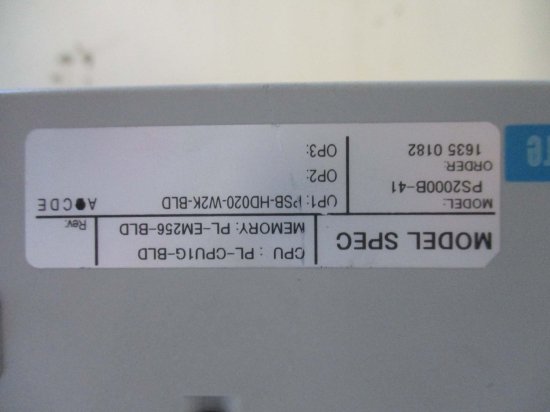 MODEL SPEC
CPU : PL-CPU1G-BLD
MEMORY: PL-EM256-BLD
Rev:
A CDE
MODEL:
PS2000B-41
ORDER:
1635 0182
OP1: PSB-HD020-W2K-BLD
OP2:
OP3: